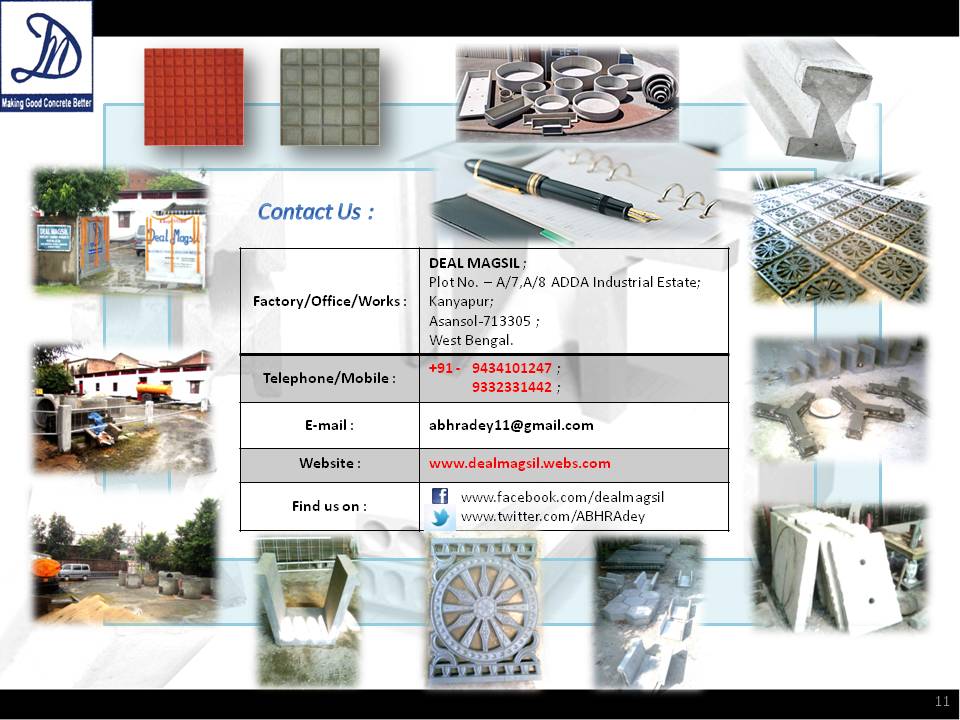 DM
Making Good Concrete Better
DEAL MAGSIL
Deal Magsil
Contact Us :
Factory/Office/Works :
DEAL MAGSIL ;
Plot No. – A/7,A/8 ADDA Industrial Estate;
Kanyapur;
Asansol-713305 ;
West Bengal.
Telephone/Mobile :
+91 - 9434101247 ;
9332331442 ;
E-mail :
abhradey11@gmail.com
Website :
www.dealmagsil.webs.com
Find us on :
f www.facebook.com/dealmagsil
www.twitter.com/ABHRAdey
11